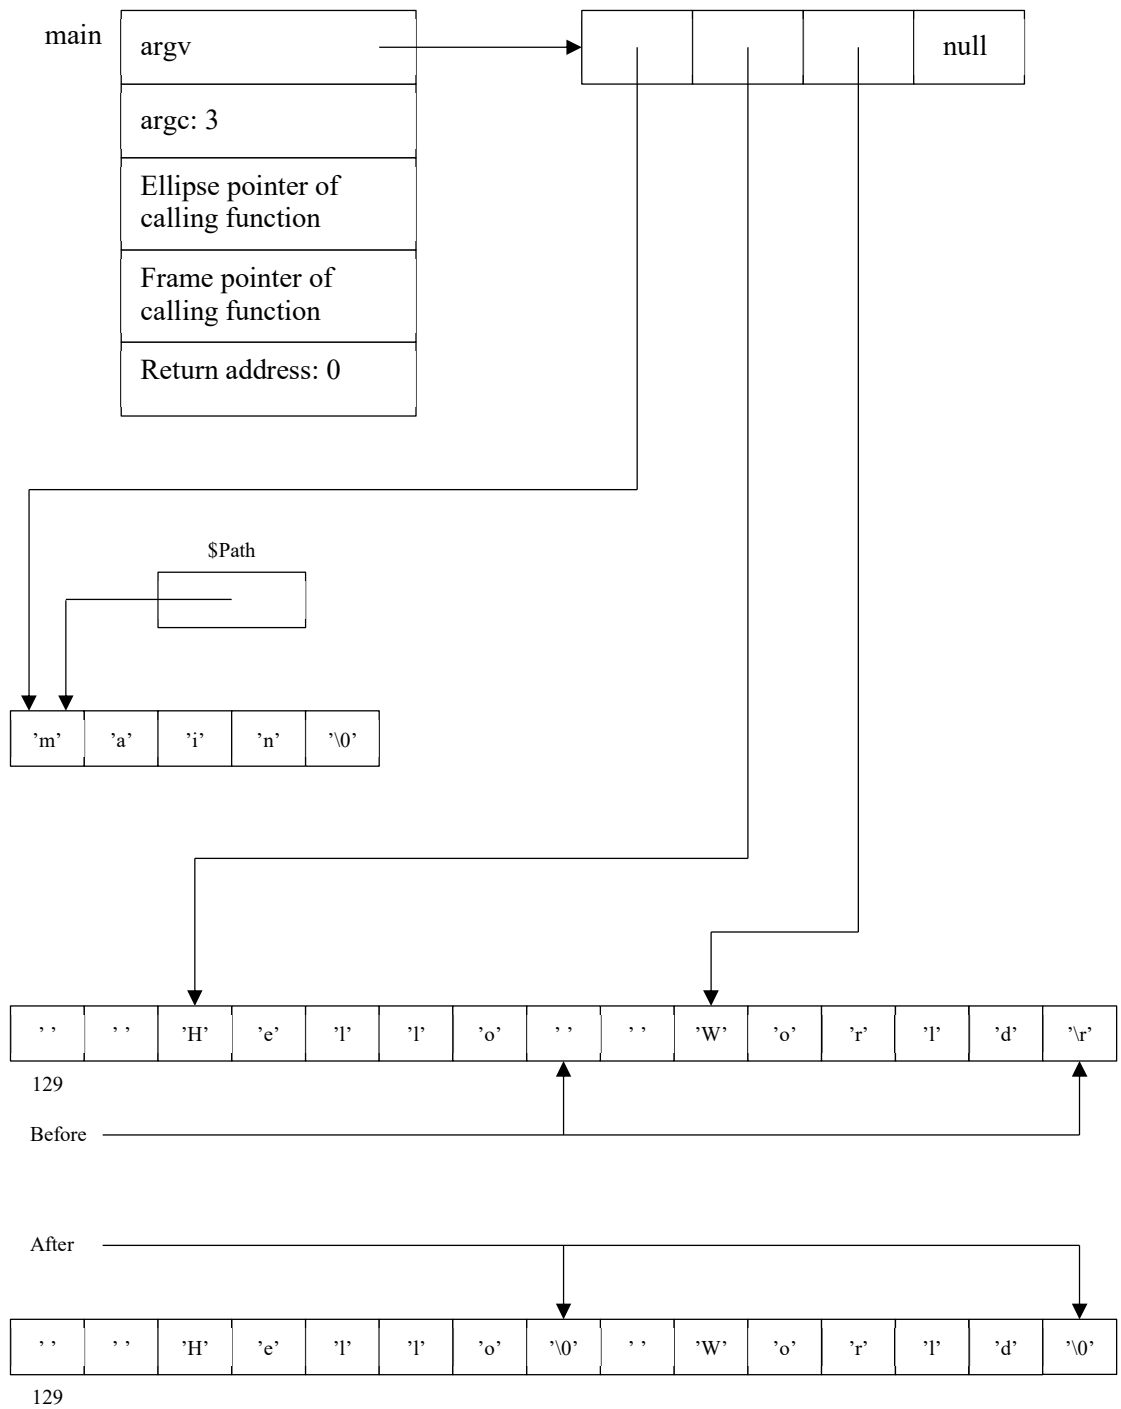 main
argv
null
argc: 3
Ellipse pointer of
calling function
Frame pointer of
calling function
Return address: 0
$Path
’m’ ’a’ ’i’ ’n’ ’\0’
’ ’ ’ ’ ’H’ ’e’ ’l’ ’l’ ’o’ ’ ’ ’ ’ ’W’ ’o’ ’r’ ’l’ ’d’ ’\r’
129
Before
After
’ ’ ’ ’ ’H’ ’e’ ’l’ ’l’ ’o’ ’\0’ ’ ’ ’W’ ’o’ ’r’ ’l’ ’d’ ’\0’
129